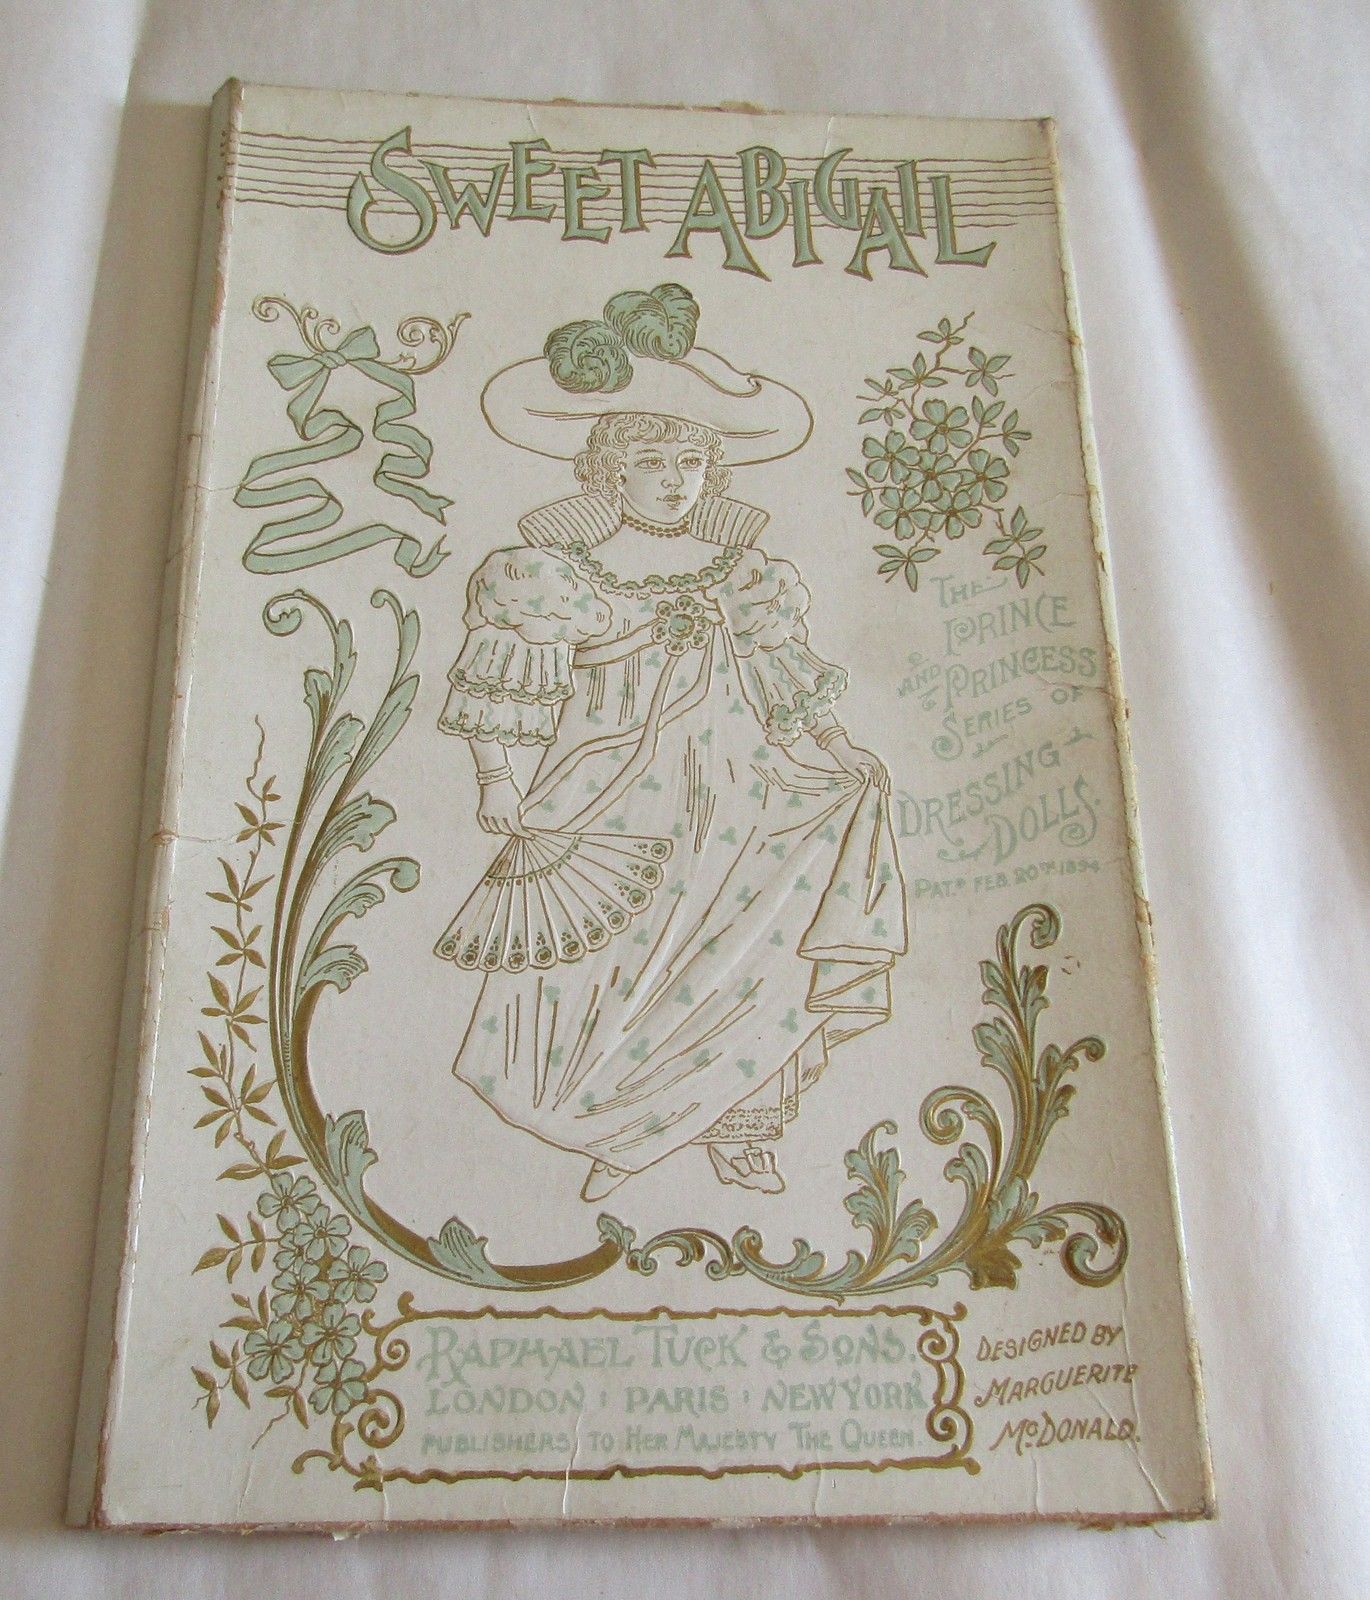 SWEET ABIGAIL
THE
PRINCE
AND PRINCESS
SERIES OF
DRESSING
DOLLS.
PATD FEB. 20TH 1894
RAPHAEL TUCK & SONS.
LONDON : PARIS : NEW YORK
PUBLISHERS TO HER MAJESTY THE QUEEN.
DESIGNED BY
MARGUERITE
MCDONALD.